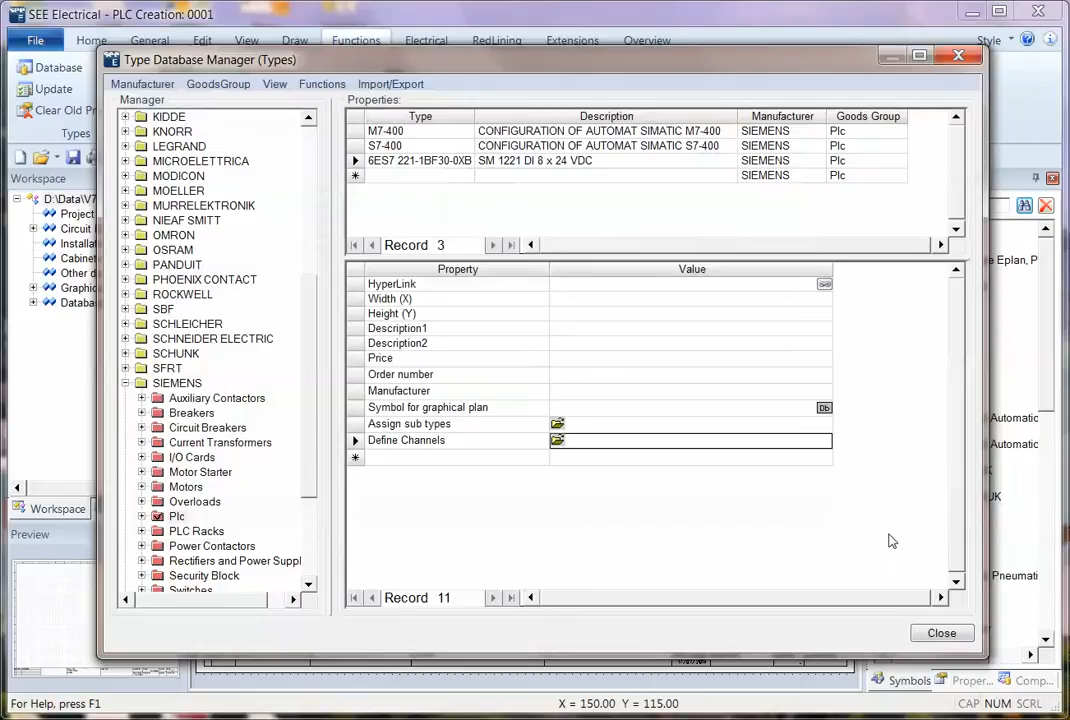 SEE Electrical - PLC Creation: 0001
File Home General Edit View Draw Functions Electrical RedLining Extensions Overview Style
Type Database Manager (Types)
Database
Update
Clear Old Pr
Types
Workspace
D:\Data\V7
Project
Circuit
Installa
Cabinet
Other d
Graphic
Databas
Workspace
Preview
Manufacturer GoodsGroup View Functions Import/Export
Manager
KIDDE
KNORR
LEGRAND
MICROELETTRICA
MODICON
MOELLER
MURRELEKTRONIK
NIEAF SMITT
OMRON
OSRAM
PANDUIT
PHOENIX CONTACT
ROCKWELL
SBF
SCHLEICHER
SCHNEIDER ELECTRIC
SCHUNK
SFRT
SIEMENS
Auxiliary Contactors
Breakers
Circuit Breakers
Current Transformers
I/O Cards
Motor Starter
Motors
Overloads
Plc
PLC Racks
Power Contactors
Rectifiers and Power Suppl
Security Block
Switches
Properties:
Type Description Manufacturer Goods Group
M7-400 CONFIGURATION OF AUTOMAT SIMATIC M7-400 SIEMENS Plc
S7-400 CONFIGURATION OF AUTOMAT SIMATIC S7-400 SIEMENS Plc
6ES7 221-1BF30-0XB SM 1221 DI 8 x 24 VDC SIEMENS Plc
* SIEMENS Plc
Record 3
Property Value
HyperLink
Width (X)
Height (Y)
Description1
Description2
Price
Order number
Manufacturer
Symbol for graphical plan Db
Assign sub types
Define Channels
*
Record 11
Close
e Eplan, P
Automatic
Automatic
K
UK
Pneumati
Symbols Proper... Comp...
For Help, press F1 X = 150.00 Y = 115.00 CAP NUM SCRL